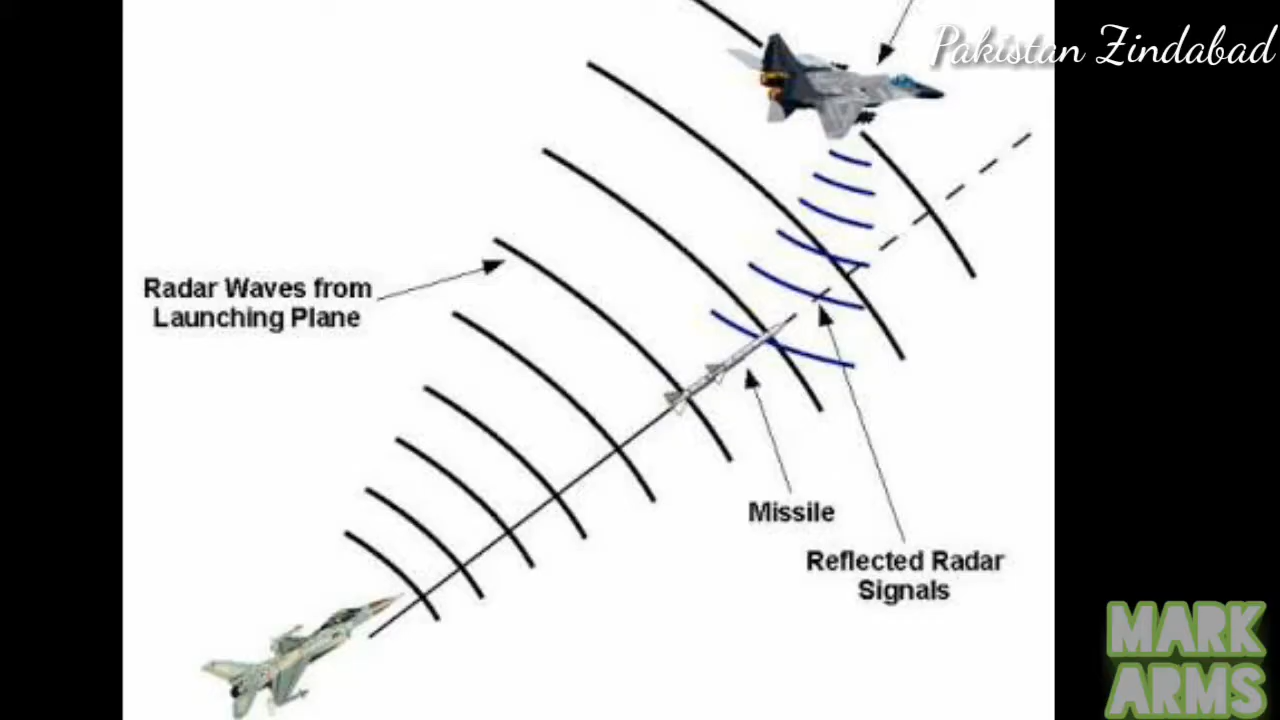 Pakistan Zindabad
Radar Waves from
Launching Plane
Missile
Reflected Radar
Signals
MARK
ARMS